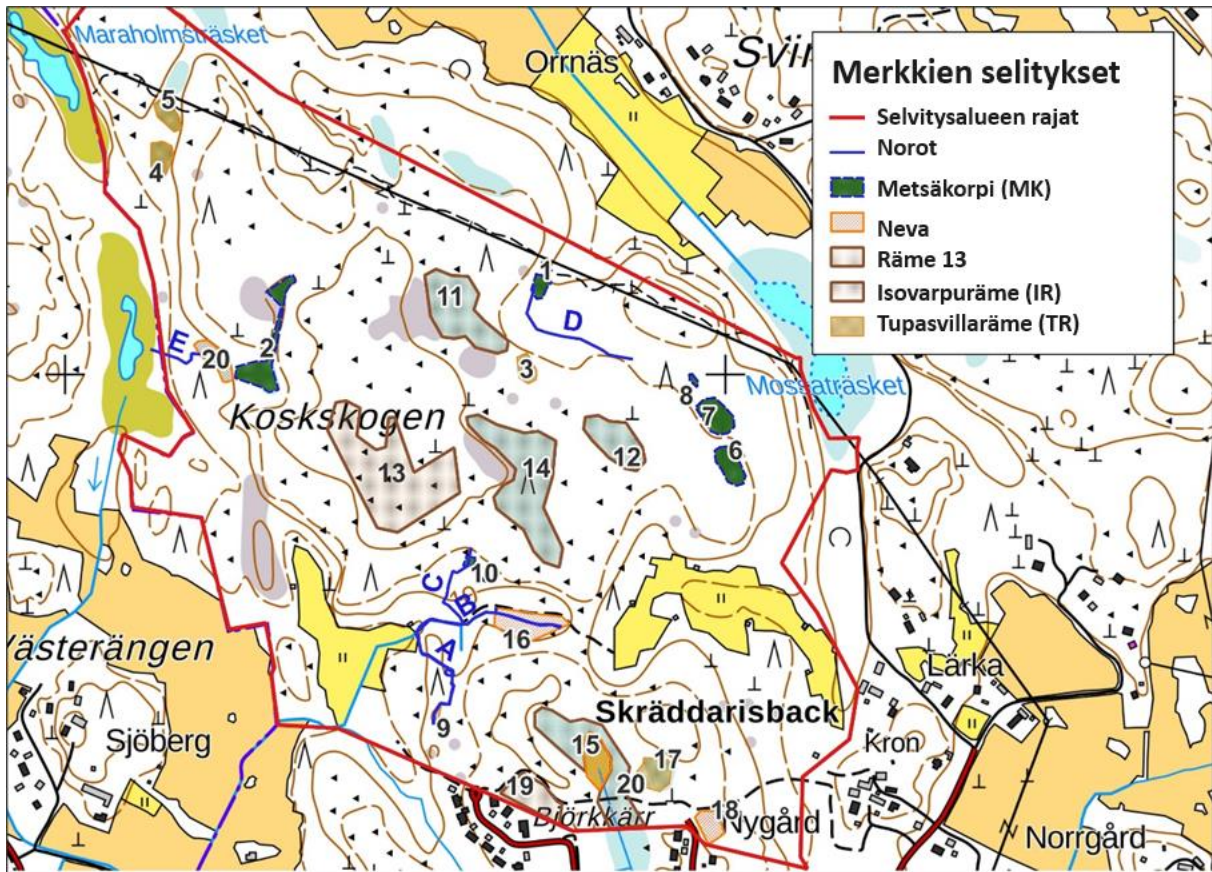 Maraholmsträsket
Orrnäs
Svin
Merkkien selitykset
Selvitysalueen rajat
Norot
Metsäkorpi (MK)
Neva
Räme 13
Isovarpuräme (IR)
Tupasvillaräme (TR)
5
4
1
11
D
2
E
20
3
Mossaträsket
8
7
Koskskogen
6
12
13
14
C
10
B
16
A
Västerängen
Lärka
Skräddarisback
9
Sjöberg
Kron
15
17
19
20
Björkkärr
18
Nygård
Norrgård